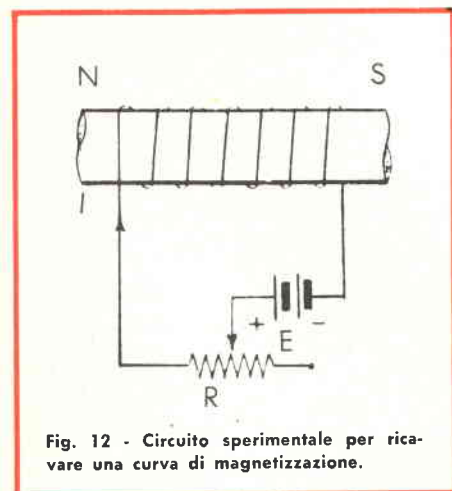 N S
I
+ E −
R
Fig. 12 - Circuito sperimentale per rica-
vare una curva di magnetizzazione.